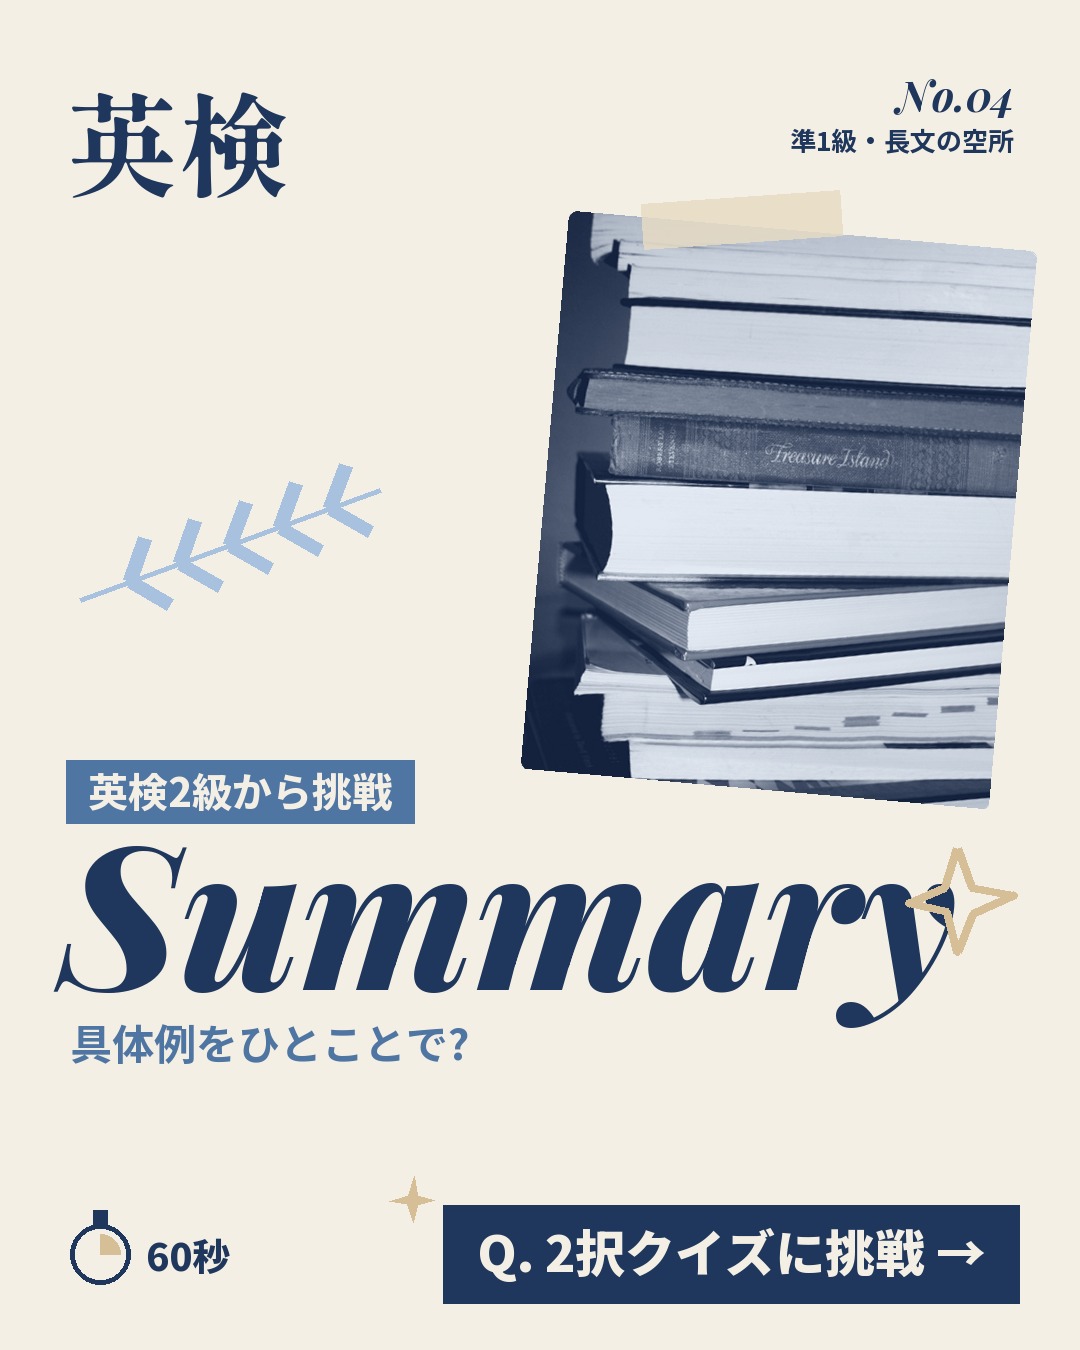 英検
No.04
準1級・長文の空所
Treasure Island
英検2級から挑戦
Summary
具体例をひとことで?
60秒
Q. 2択クイズに挑戦 →